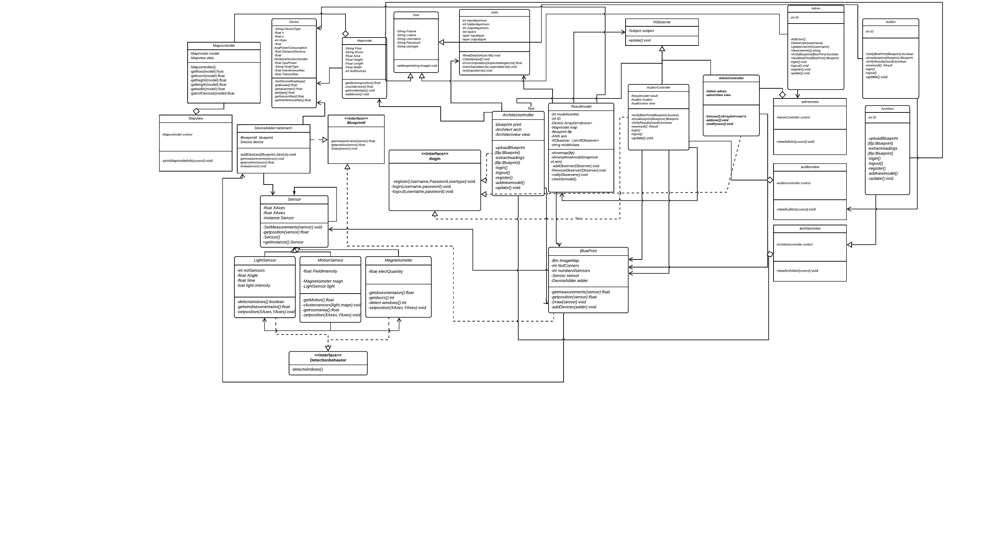 Mapcontroller
-Mapmodel model
-Mapview view
-Mapcontroller()
-getfloor(model):float
-getroom(model):float
-getheghit(model):float
-getlength(model):float
-getwidth(model):float
-getnofDevices(model):float
Mapview
-Mapcontroller control
-printMapmodelinfo(control):void
Device
-String DeviceType
-float x
-float y
-int Hops
-float
AvgPowerConsumption
-float DistanceDevices
-float
DistanceDevicesSender
-float CpuPower
-String NodeType
-float InterferenceRan
-float TransmRan
-GetDeviceReadings()
-getpower():float
-getcpupower():float
-gettype():float
-gettransmRan():float
-getinterferenceRan():float
Mapmodel
-String Floor
-String Room
-Float Area
-Float Height
-Float Length
-Float Width
-int NofDevices
-getdevicesposition():float
-countdevices():float
-getmodelclass():void
-adddevice():void
User
-String Fname
-String Lname
-String Username
-String Password
-String usertype
-setblueprint(img:Image):void
ANN
-int inputlayernum
-int hiddenlayernum
-int outputlayernum
-list layers
-layer inputlayer
-layer outputlayer
-ReadDataSet(csv:file):void
-Classifyinput():void
-errorcomputation(expectedtargetLlist):float
-learn(inputdata:list,outputdata:list):void
-test(inputlist:list):void
RObserver
-Subject subject
-update():void
Admin
-int ID
-AddUser()
-DeleteUser(username)
-UpdateUserInfo(username)
-ViewUserInfo():string
-VerifyBluePrint(BluePrint):boolean
-ViewBluePrint(BluePrint):Blueprint
-login():void
-logout():void
-register():void
-update():void
Auditor
-int ID
-VerifyBluePrint(Blueprint):boolean
-showblueprint(blueprint):Blueprint
-VerifyResults(result):boolean
-newresult(): Result
-login()
-logout()
-update():void
DeviceAdder<abstract>
-Blueprintif  blueprint
-Device device
-addDevices(Blueprint,device):void
-getmeasurements(sensor):void
-getposition(sensor):float
-Draw(sensor):void
<<interface>>
Blueprintif
-getmeasurements(sensor):float
-getposition(sensor):float
-Draw(sensor):void
<<interface>>
ilogin
-register(Username,Password,usertype):void
-login(username,password):void
-logout(username,password):void
Text
Architectontroller
-blueprint print
-Architect arch
-Architectview view
-uploadBlueprint
(Bp:Blueprint)
-extractreadings
(Bp:Blueprint)
-login()
-logout()
-register()
-addnewmodel()
-update():void
Resultmodel
-int modelnumber
-int ID
-Device Arraylist<device>
-Mapmodel map
-Blueprint Bp
-ANN ann
-RObserver  List<RObserver>
-strng modelclass
-showmap(Bp)
-showoptimalmodel(mapmod
el,ann)
-addObserver(Observer):void
-RemoveObserver(Observer):void
-notifyObservers():void
-classifymodel()
AuditorController
-Resultmodel result
-Auditor Auditor
-Auditorview view
-VerifyBluePrint(Blueprint):boolean
-showblueprint(blueprint):Blueprint
-VerifyResults(result):boolean
-newresult(): Result
-login()
-logout()
-update():void
AdminController
-Admin admin
-adminView view
-listuser();(Arraylist<user>)
-adduser():void
-modifyuser():void
adminview
-AdminController control
-viewAdmin(control):void
auditorview
-Auditorcontroller control
-viewAuditor(control):void
architectview
-Architectcontroller control
-viewArchitect(control):void
Architect
-int ID
-uploadBlueprint
(Bp:Blueprint)
-extractreadings
(Bp:Blueprint)
-login()
-logout()
-register()
-addnewmodel()
-update():void
Text
Sensor
-float XAxes
-float XAxes
-instance:Sensor
-SetMeasurements(sensor):void
-getposition(sensor):float
-Sensor()
+getinstance():Sensor
LightSensor
-int nofSensors
-float Angle
-float time
-loat light-intensity
-detectwindows():boolean
-getwindowsorientaion():float
-setposition(XAxes,YAxes):void
MotionSensor
-float FieldIntensity
-Magnetiometer magn
-LightSensor light
-getMotion():float
-clustersensors(light,magn):void
-getroomarea():float
-setposition(XAxes,YAxes):void
Magnetiometer
-float electQuantity
-getdoororientaion():float
-getdoors():int
-detect windows():int
-setposition(XAxes,YAxes):void
BluePrint
-Bin ImageMap
-int NofCorners
-int numberofsensors
-Sensor sensor
-DeviceAdder adder
-getmeasurements(sensor):float
-getposition(sensor):float
-Draw(sensor):void
-addDevices(adder):void
<<interface>>
Detectionbehavior
-detectwindows()